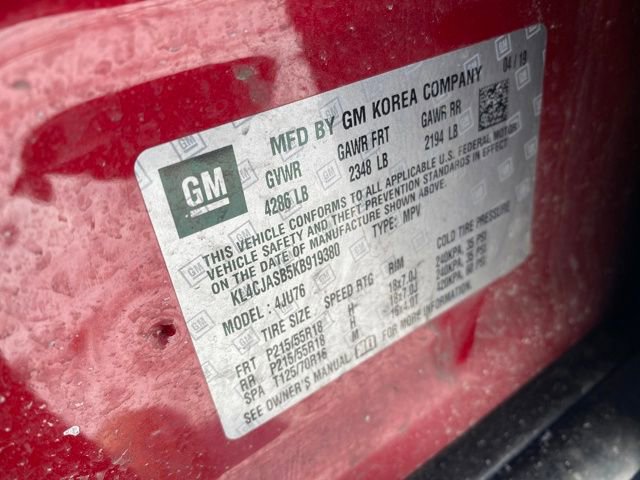 GM
MFD BY GM KOREA COMPANY 04 / 19
GVWR GAWR FRT GAWR RR
4286 LB 2348 LB 2194 LB
THIS VEHICLE CONFORMS TO ALL APPLICABLE U.S. FEDERAL MOTOR
VEHICLE SAFETY AND THEFT PREVENTION STANDARDS IN EFFECT
ON THE DATE OF MANUFACTURE SHOWN ABOVE.
KL4CJASB5KB919380 TYPE: MPV
MODEL: 4JU76
TIRE SIZE SPEED RTG RIM COLD TIRE PRESSURE
FRT P215/55R18 H 18x7.0J 240KPA, 35 PSI
RR P215/55R18 H 18x7.0J 240KPA, 35 PSI
SPA T125/70R16 M 16x4.0T 420KPA, 60 PSI
SEE OWNER'S MANUAL FOR MORE INFORMATION.